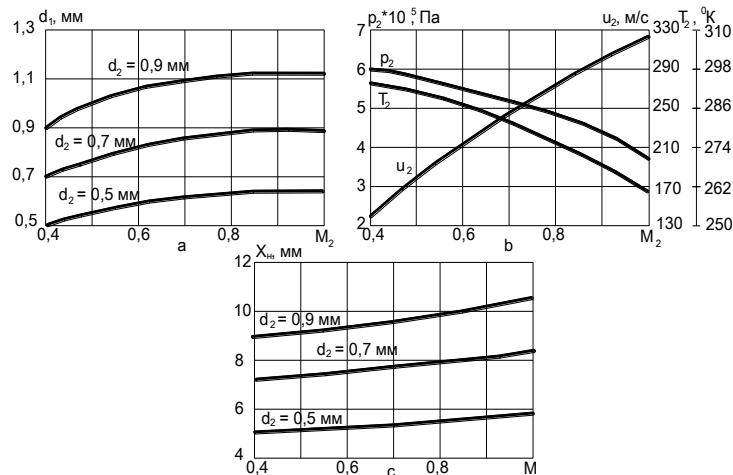 d₁, мм
1,3
1,1
0,9
0,7
0,5
d₂ = 0,9 мм
d₂ = 0,7 мм
d₂ = 0,5 мм
0,4
0,6
0,8
M₂
a
p₂*10⁵, Па
u₂, м/с
T₂, ⁰К
7
6
5
4
3
2
330
290
250
210
170
130
310
298
286
274
262
250
p₂
T₂
u₂
0,4
0,6
0,8
M₂
b
Xн, мм
12
10
8
6
4
d₂ = 0,9 мм
d₂ = 0,7 мм
d₂ = 0,5 мм
0,4
0,6
0,8
M
c